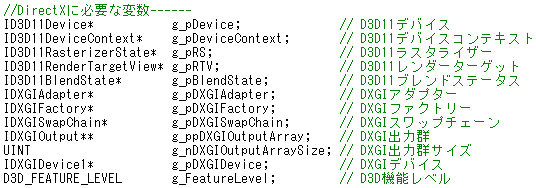 //DirectXに必要な変数------
ID3D11Device* g_pDevice; // D3D11デバイス
ID3D11DeviceContext* g_pDeviceContext; // D3D11デバイスコンテキスト
ID3D11RasterizerState* g_pRS; // D3D11ラスタライザー
ID3D11RenderTargetView* g_pRTV; // D3D11レンダーターゲット
ID3D11BlendState* g_pBlendState; // D3D11ブレンドステータス
IDXGIAdapter* g_pDXGIAdapter; // DXGIアダプター
IDXGIFactory* g_pDXGIFactory; // DXGIファクトリー
IDXGISwapChain* g_pDXGISwapChain; // DXGIスワップチェーン
IDXGIOutput** g_ppDXGIOutputArray; // DXGI出力群
UINT g_nDXGIOutputArraySize; // DXGI出力群サイズ
IDXGIDevice1* g_pDXGIDevice; // DXGIデバイス
D3D_FEATURE_LEVEL g_FeatureLevel; // D3D機能レベル